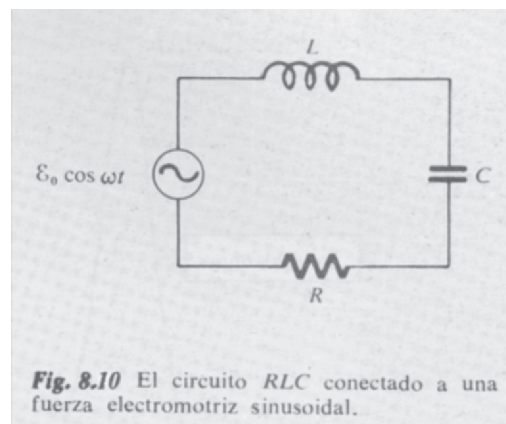 L
ℰ₀ cos ωt
C
R
Fig. 8.10 El circuito RLC conectado a una
fuerza electromotriz sinusoidal.